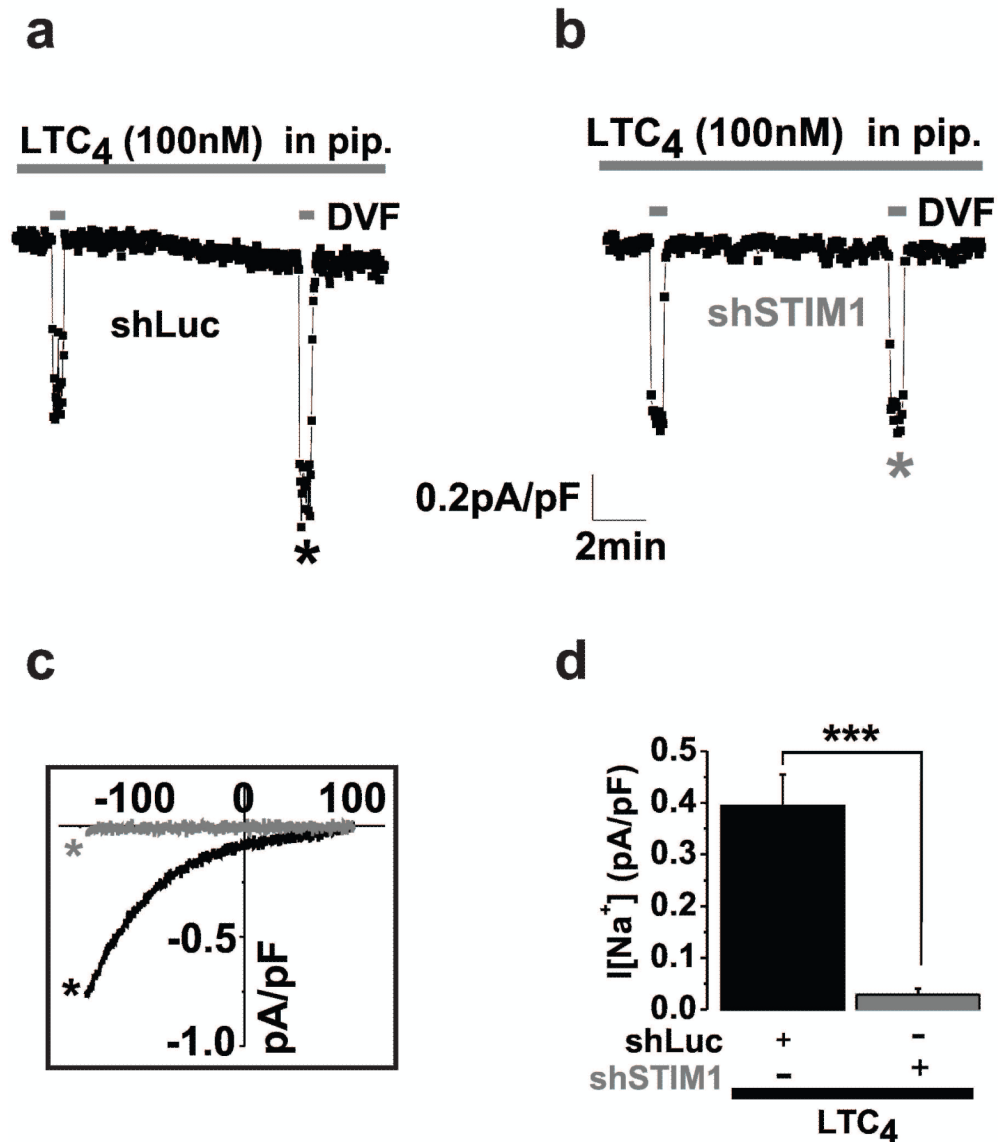 a
LTC4 (100nM) in pip.
DVF
shLuc
*
b
LTC4 (100nM) in pip.
DVF
shSTIM1
*
0.2pA/pF
2min
c
-100 0 100
*
-0.5
*
-1.0
pA/pF
d
***
I[Na+] (pA/pF)
0.5
0.4
0.3
0.2
0.1
0.0
shLuc + -
shSTIM1 - +
LTC4